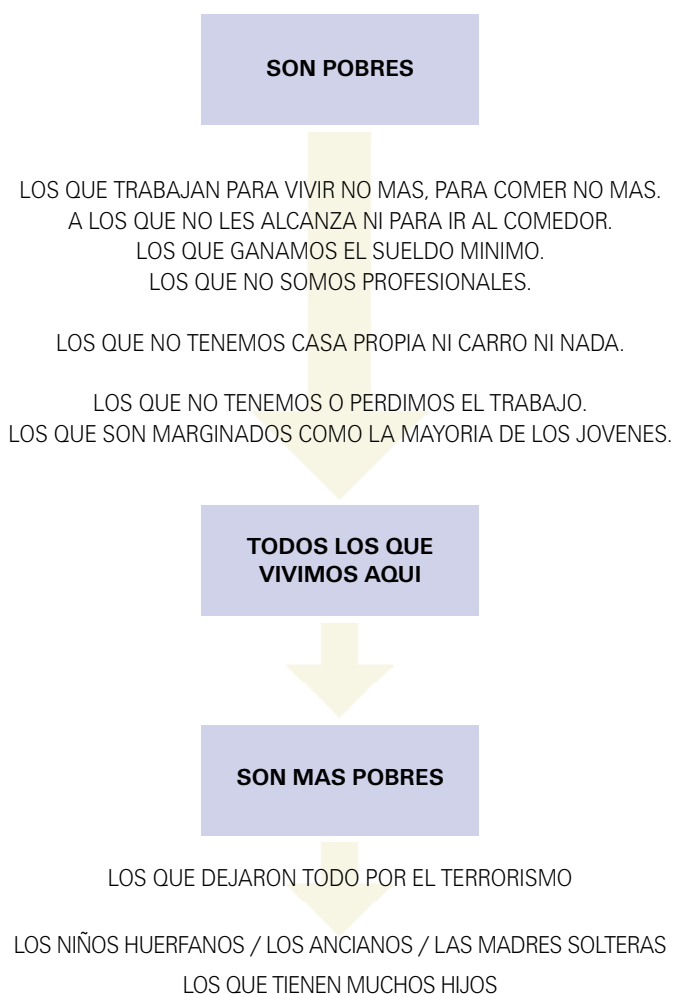 SON POBRES
LOS QUE TRABAJAN PARA VIVIR NO MAS, PARA COMER NO MAS.
A LOS QUE NO LES ALCANZA NI PARA IR AL COMEDOR.
LOS QUE GANAMOS EL SUELDO MINIMO.
LOS QUE NO SOMOS PROFESIONALES.
LOS QUE NO TENEMOS CASA PROPIA NI CARRO NI NADA.
LOS QUE NO TENEMOS O PERDIMOS EL TRABAJO.
LOS QUE SON MARGINADOS COMO LA MAYORIA DE LOS JOVENES.
TODOS LOS QUE
VIVIMOS AQUI
SON MAS POBRES
LOS QUE DEJARON TODO POR EL TERRORISMO
LOS NIÑOS HUERFANOS / LOS ANCIANOS / LAS MADRES SOLTERAS
LOS QUE TIENEN MUCHOS HIJOS